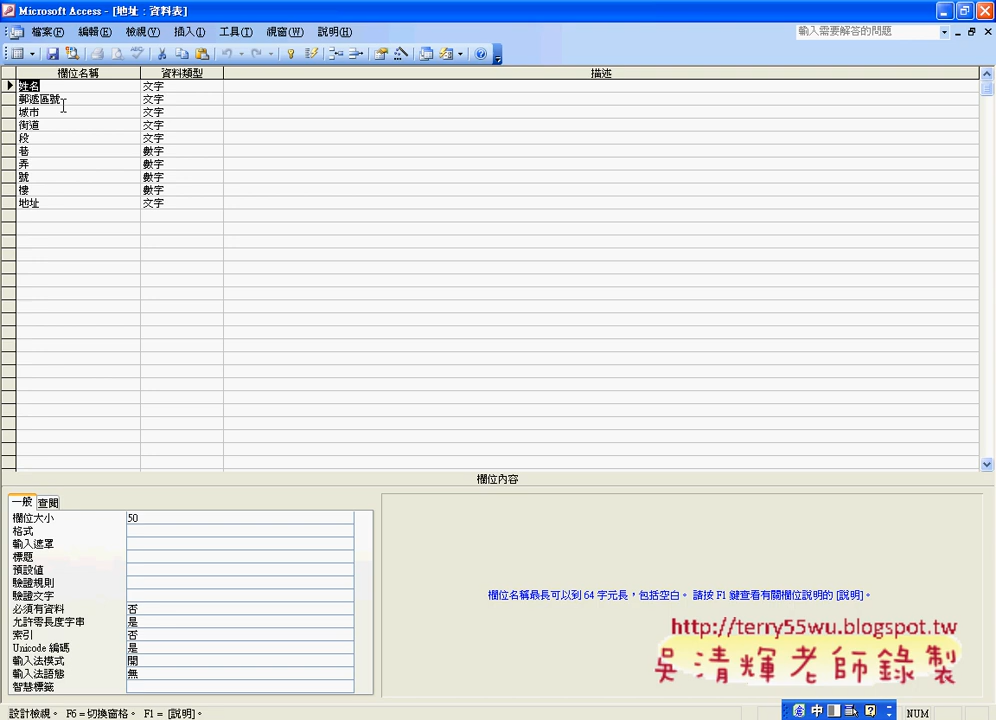 Microsoft Access - [地址 : 資料表]
檔案(F) 編輯(E) 檢視(V) 插入(I) 工具(T) 視窗(W) 說明(H) 輸入需要解答的問題
欄位名稱 資料類型 描述
姓名 文字
郵遞區號 文字
城市 文字
街道 文字
段 文字
巷 數字
弄 數字
號 數字
樓 數字
地址 文字
欄位內容
一般 查閱
欄位大小 50
格式
輸入遮罩
標題
預設值
驗證規則
驗證文字
必須有資料 否
允許零長度字串 是
索引 否
Unicode 編碼 是
輸入法模式 開
輸入法語態 無
智慧標籤
欄位名稱最長可以到 64 字元長，包括空白。 請按 F1 鍵查看有關欄位說明的 [說明]。
http://terry55wu.blogspot.tw
吳清輝老師錄製
設計檢視。 F6 = 切換窗格。 F1 = [說明]。
中
NUM